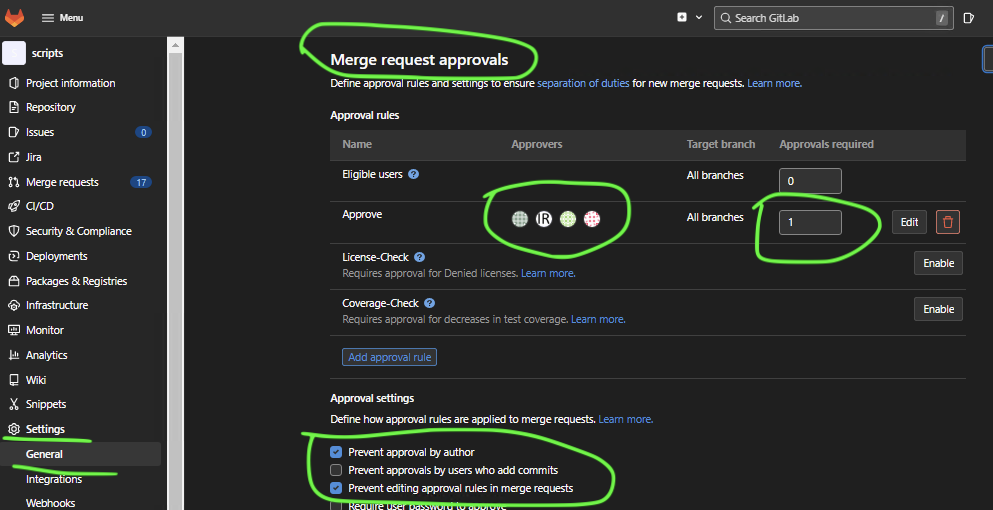 Menu
Search GitLab /
scripts
Project information
Repository
Issues 0
Jira
Merge requests 17
CI/CD
Security & Compliance
Deployments
Packages & Registries
Infrastructure
Monitor
Analytics
Wiki
Snippets
Settings
General
Integrations
Webhooks
Merge request approvals
Define approval rules and settings to ensure separation of duties for new merge requests. Learn more.
Approval rules
Name Approvers Target branch Approvals required
Eligible users ? All branches 0
Approve IR All branches 1 Edit
License-Check ?
Requires approval for Denied licenses. Learn more. Enable
Coverage-Check ?
Requires approval for decreases in test coverage. Learn more. Enable
Add approval rule
Approval settings
Define how approval rules are applied to merge requests. Learn more.
Prevent approval by author
Prevent approvals by users who add commits
Prevent editing approval rules in merge requests
Require user password to approve